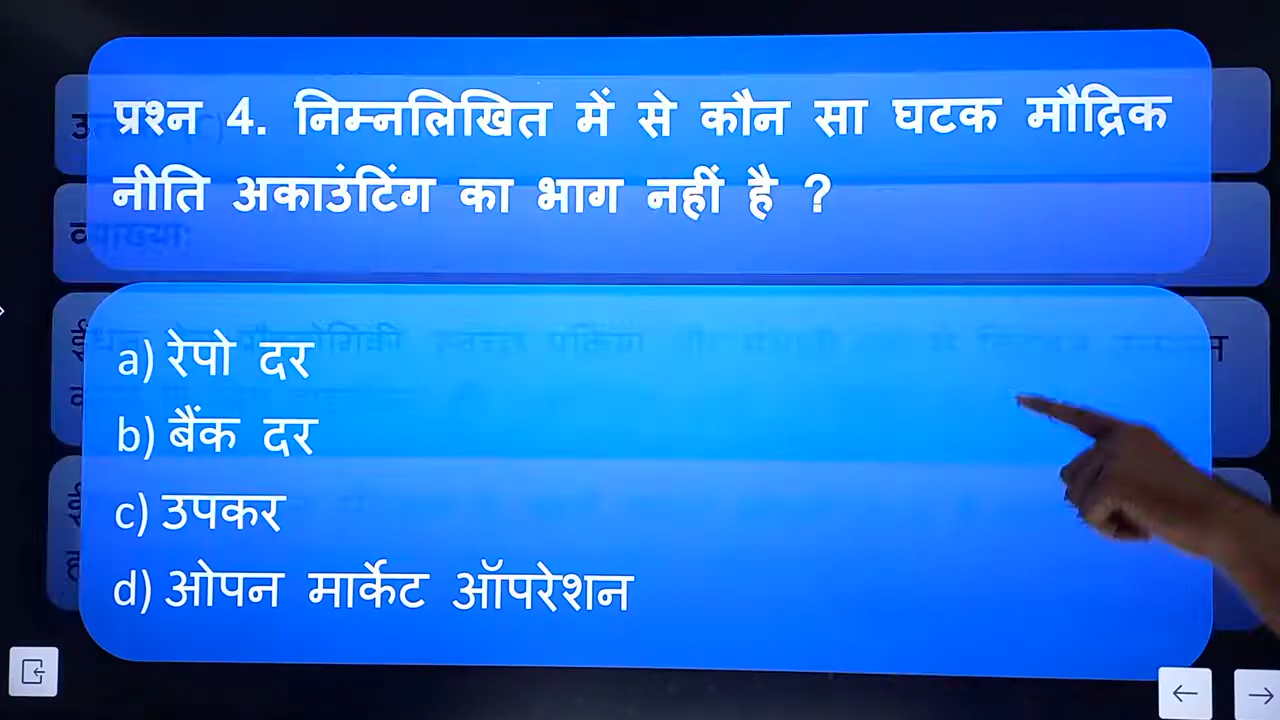 प्रश्न 4. निम्नलिखित में से कौन सा घटक मौद्रिक
नीति अकाउंटिंग का भाग नहीं है ?
व्याख्या:
a) रेपो दर
b) बैंक दर
c) उपकर
d) ओपन मार्केट ऑपरेशन